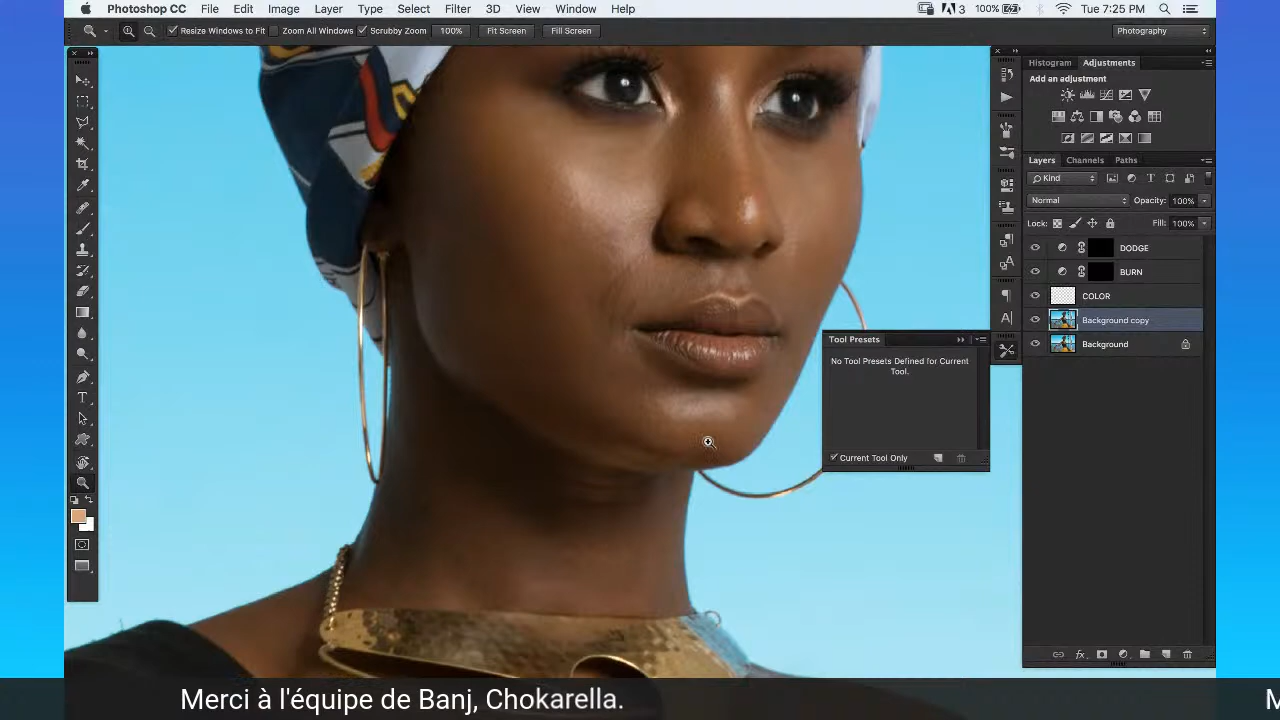 Photoshop CC File Edit Image Layer Type Select Filter 3D View Window Help 3 100% Tue 7:25 PM
Resize Windows to Fit Zoom All Windows Scrubby Zoom 100% Fit Screen Fill Screen Photography
Histogram Adjustments
Add an adjustment
Layers Channels Paths
Kind
Normal Opacity: 100%
Lock: Fill: 100%
DODGE
BURN
COLOR
Background copy
Background
Tool Presets
No Tool Presets Defined for Current
Tool.
Current Tool Only
Merci à l'équipe de Banj, Chokarella. M